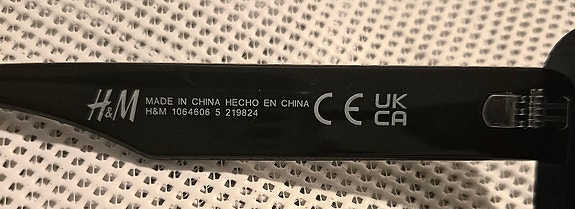 H&M
MADE IN CHINA HECHO EN CHINA
H&M 1064606 5 219824
CE
UK
CA